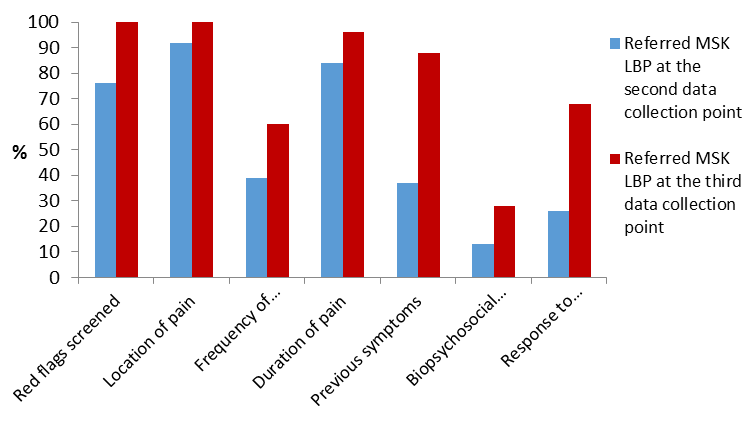 100
90
80
70
60
50
40
30
20
10
0
%
Red flags screened
Location of pain
Frequency of...
Duration of pain
Previous symptoms
Biopsychosocial...
Response to...
Referred MSK
LBP at the
second data
collection point
Referred MSK
LBP at the third
data collection
point